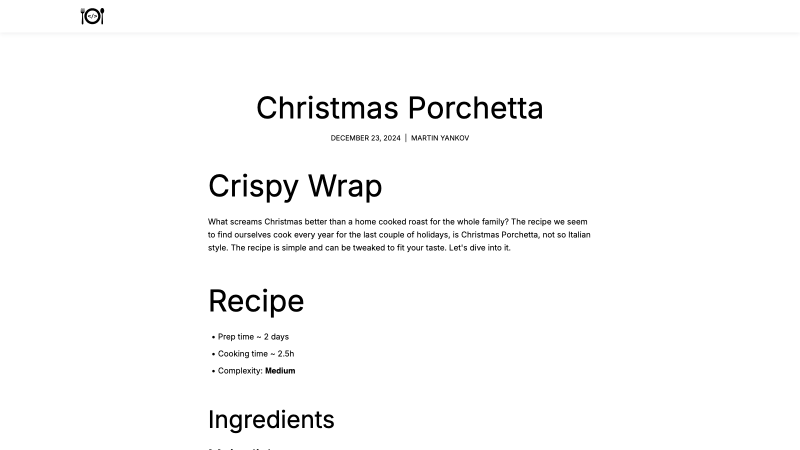 </>
Christmas Porchetta
DECEMBER 23, 2024 | MARTIN YANKOV
Crispy Wrap
What screams Christmas better than a home cooked roast for the whole family? The recipe we seem
to find ourselves cook every year for the last couple of holidays, is Christmas Porchetta, not so Italian
style. The recipe is simple and can be tweaked to fit your taste. Let's dive into it.
Recipe
• Prep time ~ 2 days
• Cooking time ~ 2.5h
• Complexity: Medium
Ingredients